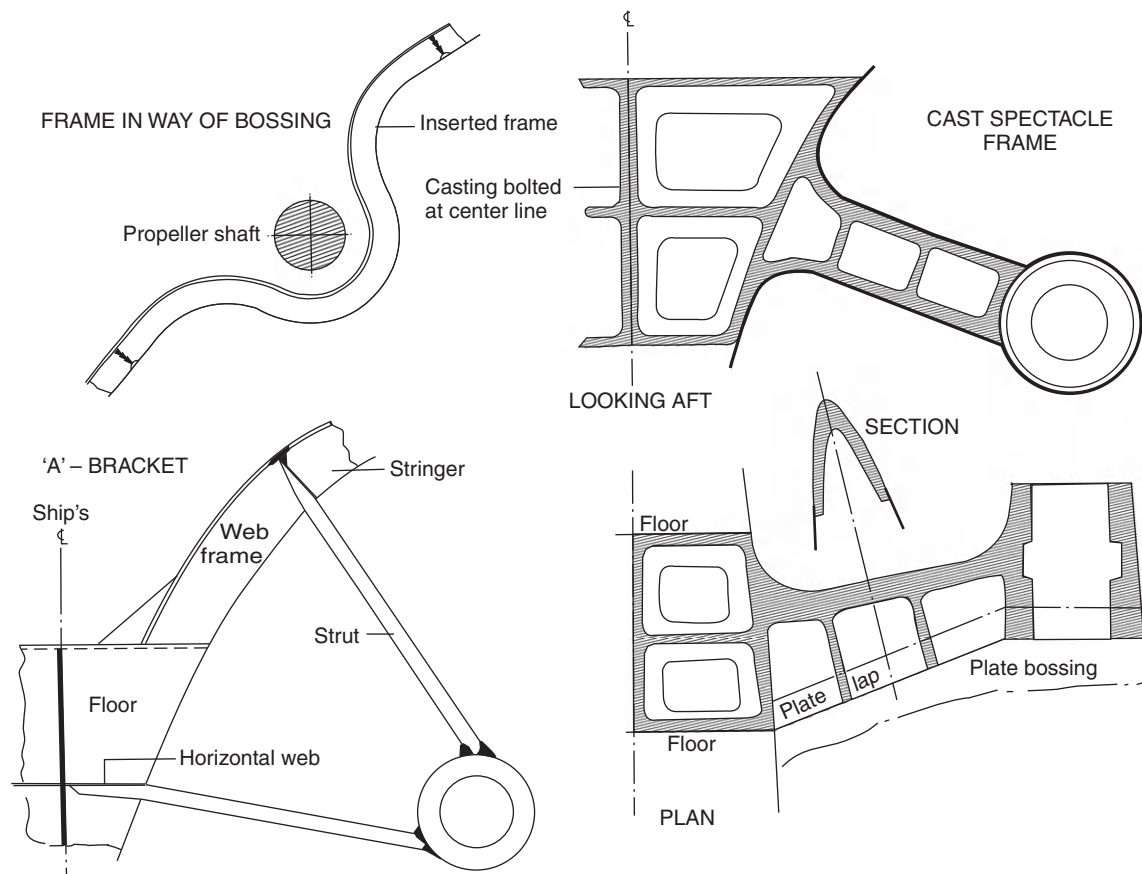 ℄
FRAME IN WAY OF BOSSING
Inserted frame
Propeller shaft
℄
CAST SPECTACLE
FRAME
Casting bolted
at center line
LOOKING AFT
SECTION
'A' – BRACKET
Stringer
Ship's
℄
Web
frame
Strut
Floor
Horizontal web
Floor
Plate lap
Plate bossing
Floor
PLAN